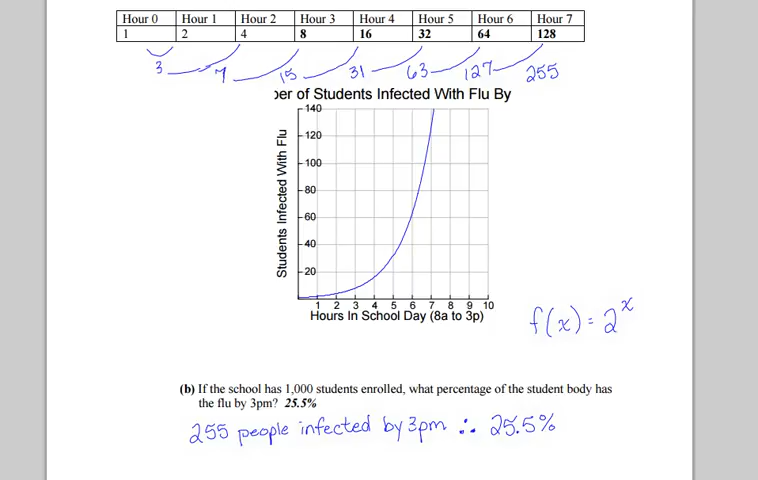 Hour 0 Hour 1 Hour 2 Hour 3 Hour 4 Hour 5 Hour 6 Hour 7
1 2 4 8 16 32 64 128
3 7 15 31 63 127 255
ber of Students Infected With Flu By
140
120
100
80
60
40
20
Students Infected With Flu
1 2 3 4 5 6 7 8 9 10
Hours In School Day (8a to 3p)
f(x) = 2^x
(b) If the school has 1,000 students enrolled, what percentage of the student body has
the flu by 3pm? 25.5%
255 people infected by 3pm ∴ 25.5%